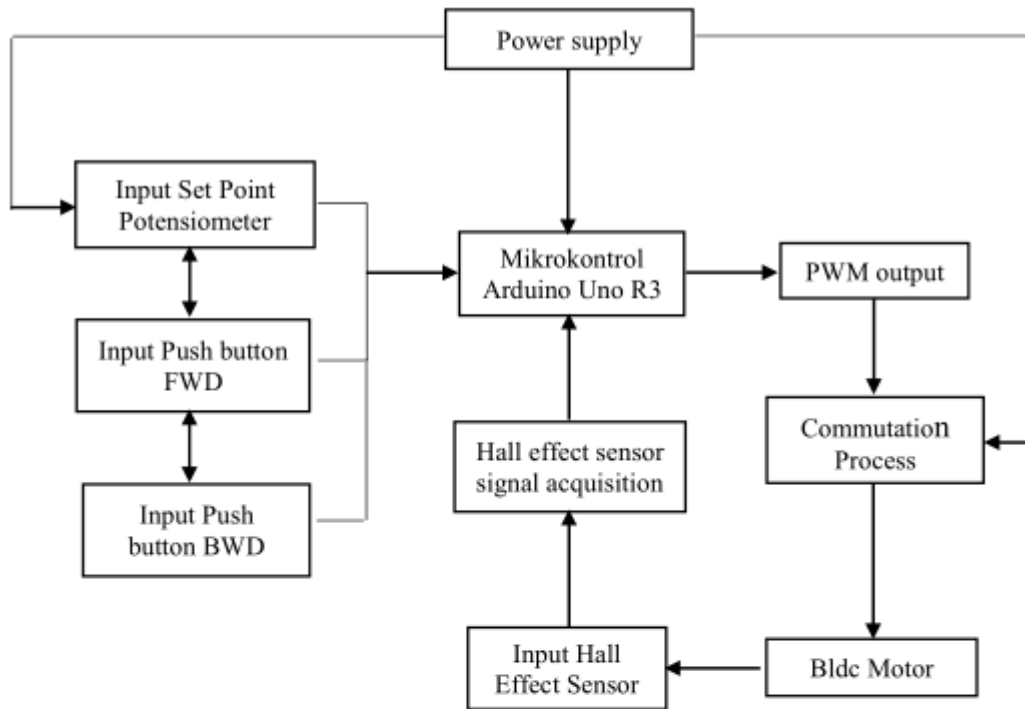 Power supply
Input Set Point
Potensiometer
Mikrokontrol
Arduino Uno R3
PWM output
Input Push button
FWD
Hall effect sensor
signal acquisition
Commutation
Process
Input Push
button BWD
Input Hall
Effect Sensor
Bldc Motor